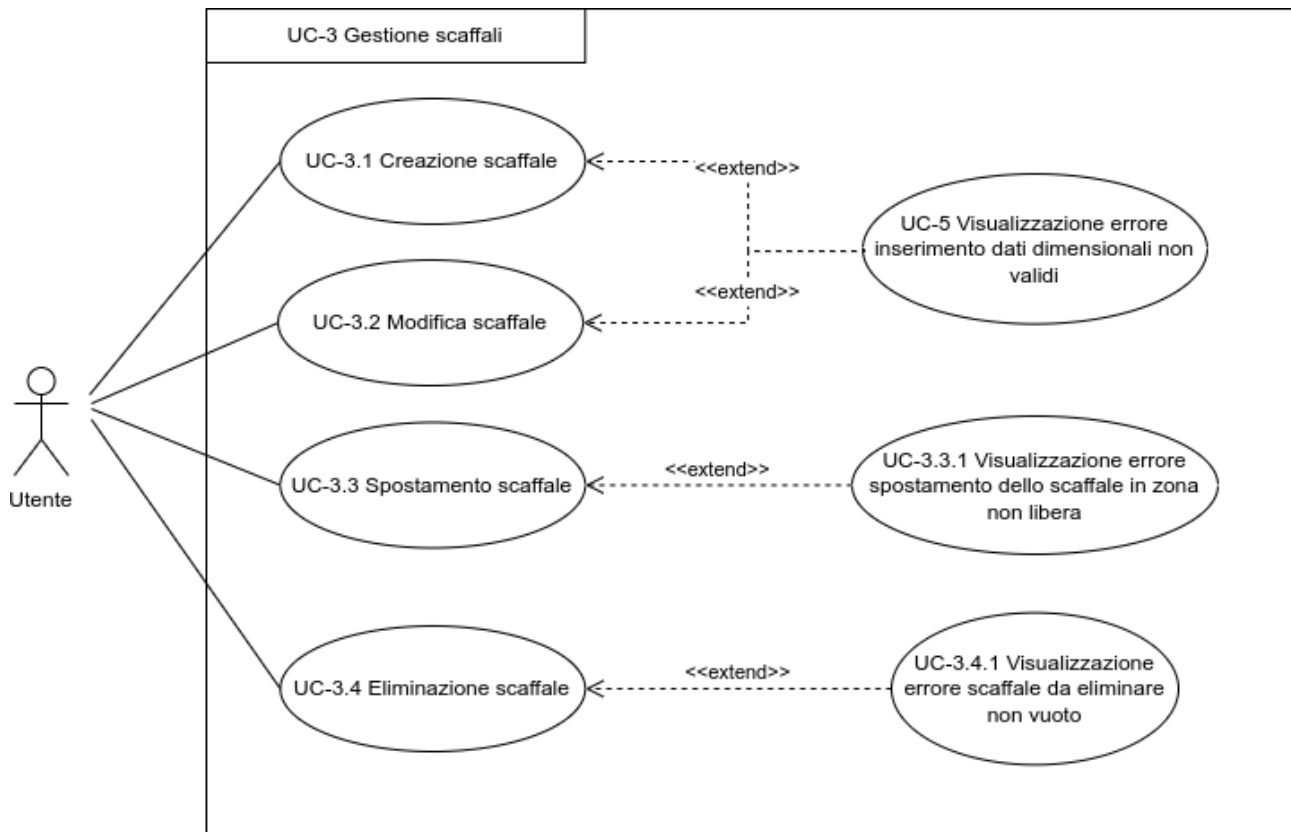 UC-3 Gestione scaffali
UC-3.1 Creazione scaffale
<<extend>>
UC-5 Visualizzazione errore
inserimento dati dimensionali non
validi
<<extend>>
UC-3.2 Modifica scaffale
Utente
UC-3.3 Spostamento scaffale
<<extend>>
UC-3.3.1 Visualizzazione errore
spostamento dello scaffale in zona
non libera
UC-3.4 Eliminazione scaffale
<<extend>>
UC-3.4.1 Visualizzazione
errore scaffale da eliminare
non vuoto